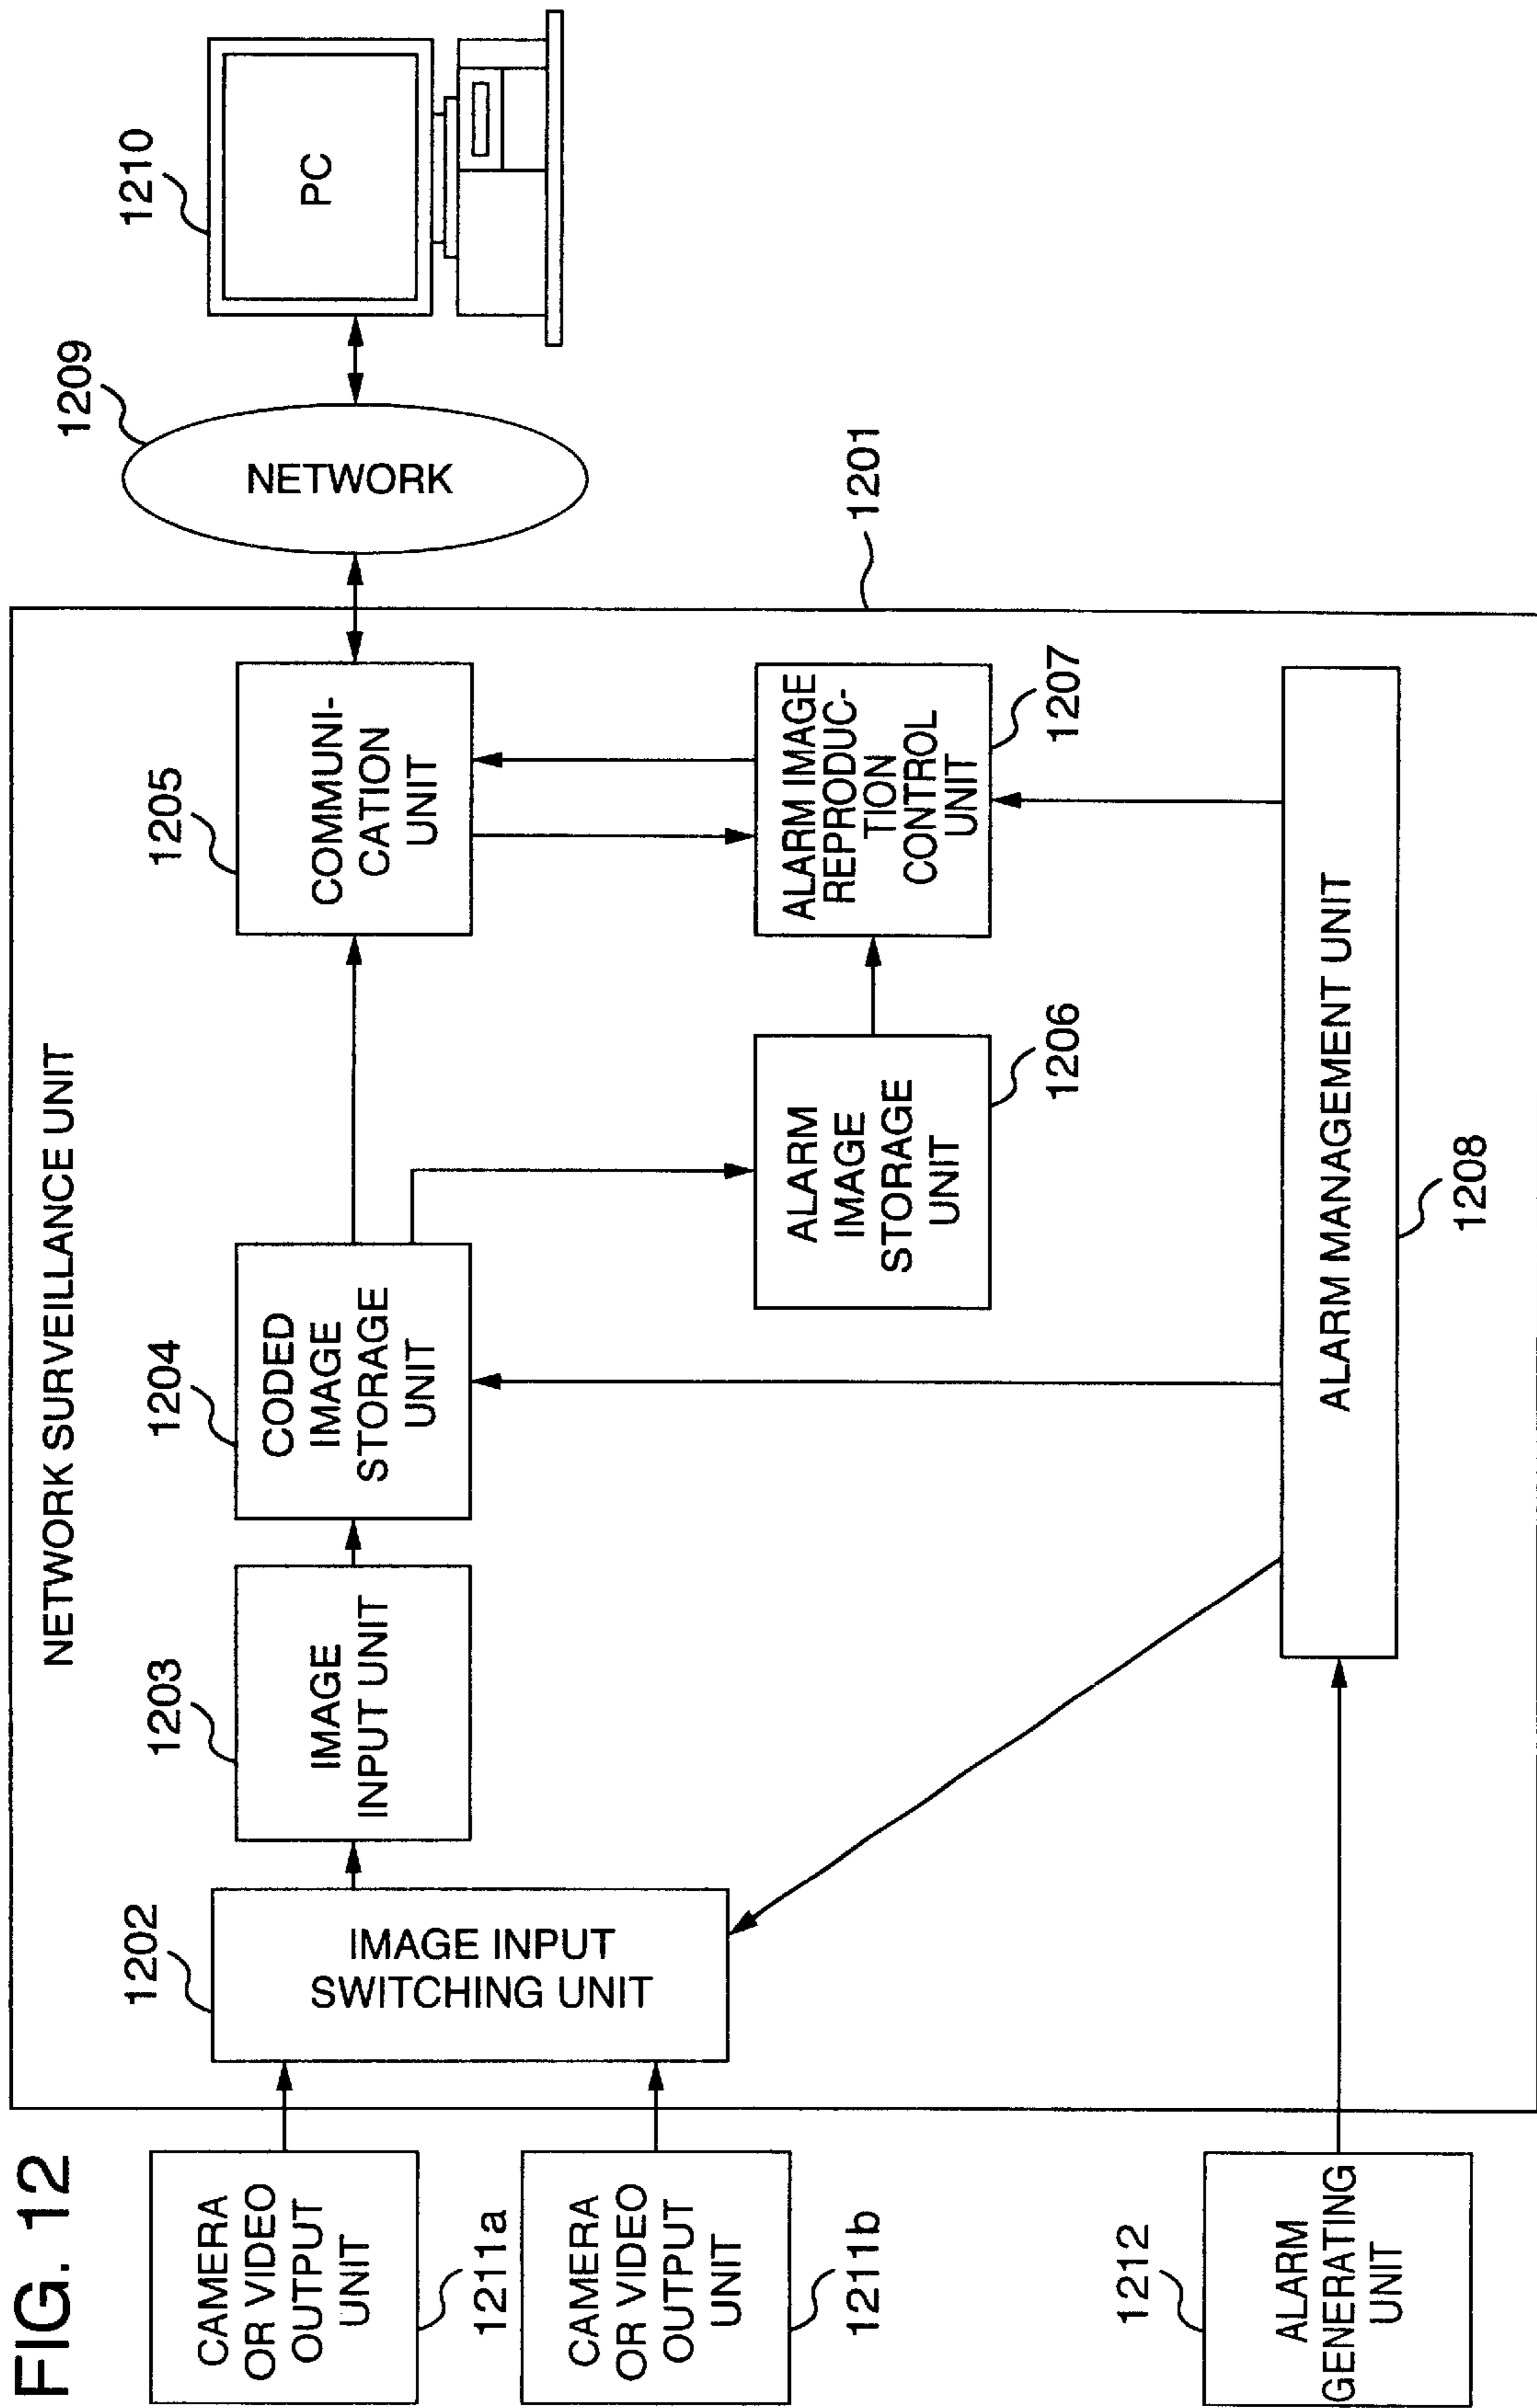 FIG. 12
NETWORK SURVEILLANCE UNIT
1201
CAMERA
OR VIDEO
OUTPUT
UNIT
1211a
CAMERA
OR VIDEO
OUTPUT
UNIT
1211b
ALARM
GENERATING
UNIT
1212
1202
IMAGE INPUT
SWITCHING UNIT
1203
IMAGE
INPUT UNIT
1204
CODED
IMAGE
STORAGE
UNIT
1205
COMMUNI-
CATION
UNIT
ALARM
IMAGE
STORAGE
UNIT
1206
ALARM IMAGE
REPRODUC-
TION
CONTROL
UNIT
1207
ALARM MANAGEMENT UNIT
1208
1209
NETWORK
1210
PC